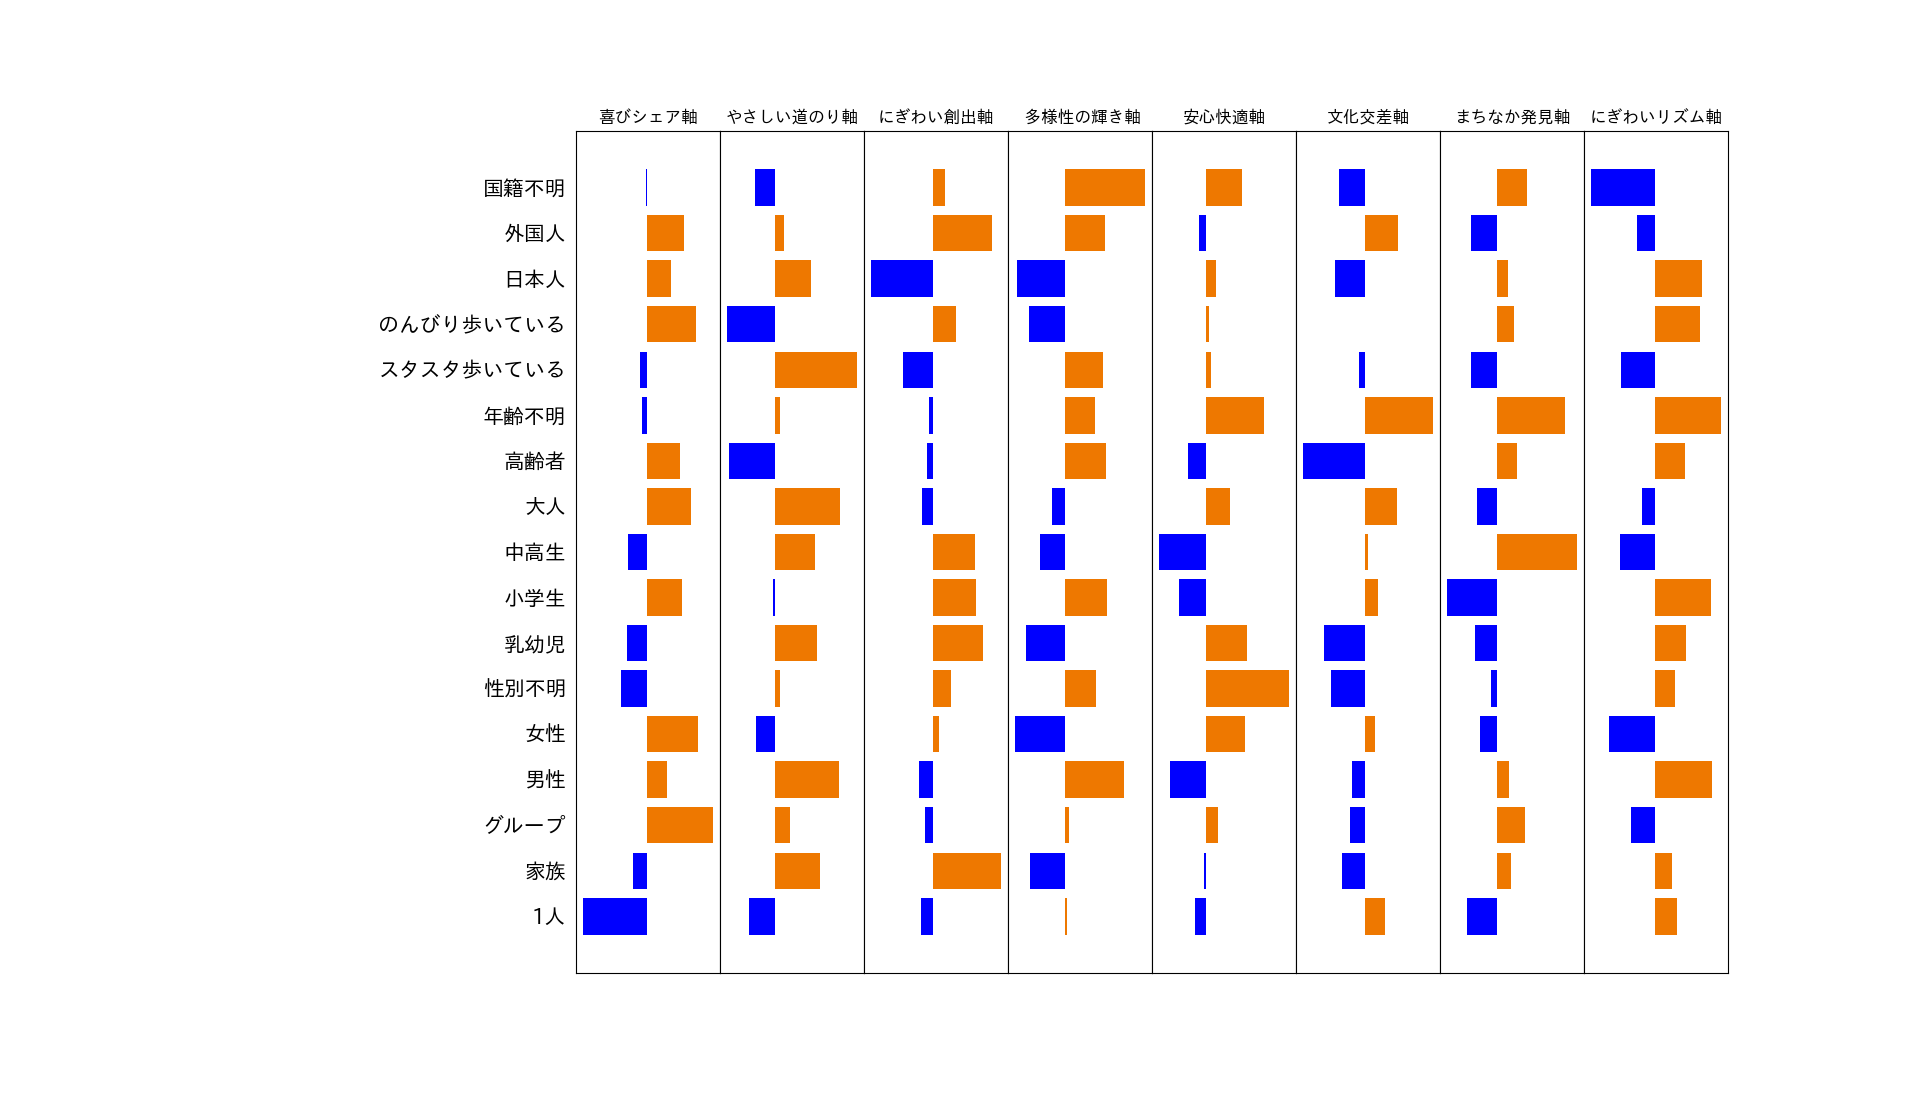 喜びシェア軸 やさしい道のり軸 にぎわい創出軸 多様性の輝き軸 安心快適軸 文化交差軸 まちなか発見軸 にぎわいリズム軸
国籍不明
外国人
日本人
のんびり歩いている
スタスタ歩いている
年齢不明
高齢者
大人
中高生
小学生
乳幼児
性別不明
女性
男性
グループ
家族
1人